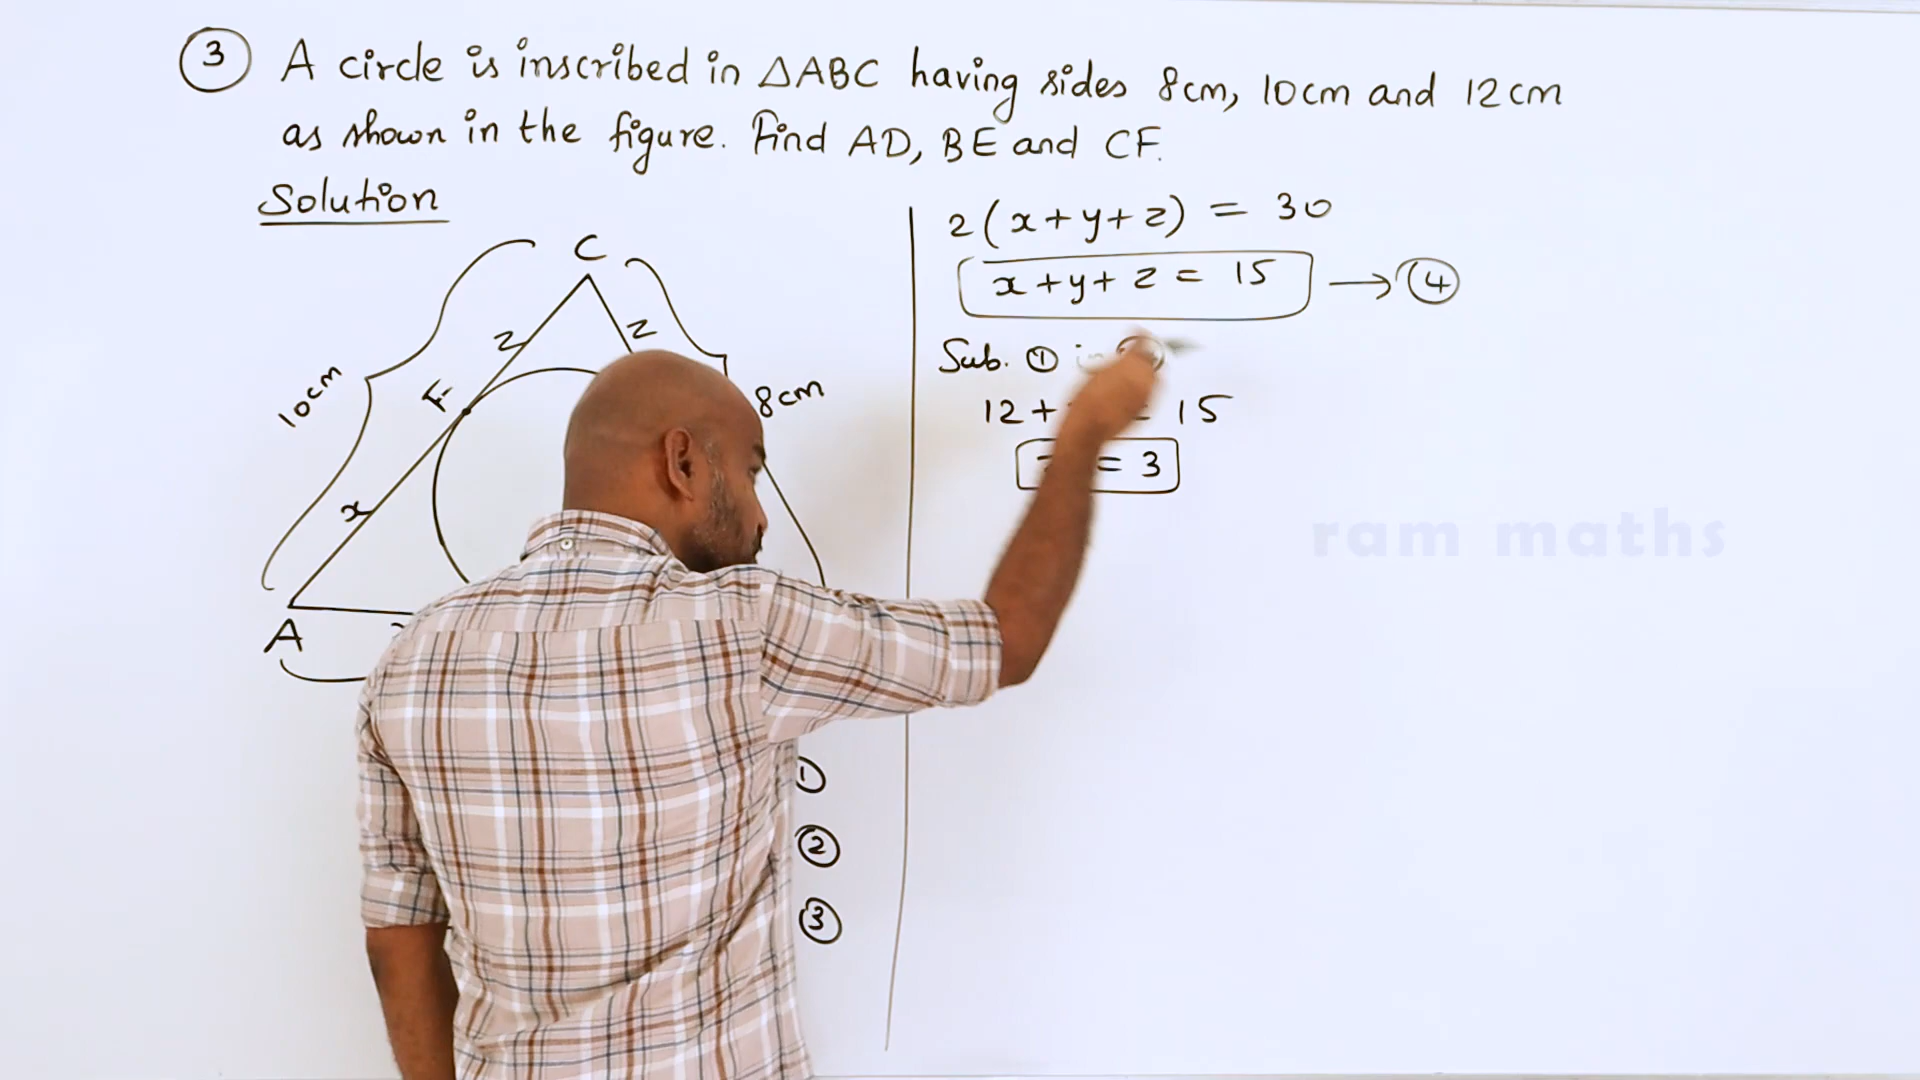 3 A circle is inscribed in △ABC having sides 8cm, 10cm and 12cm
as shown in the figure. Find AD, BE and CF.
Solution
C
z
z
F
10cm
8cm
x
A
1
2
3
2(x+y+z) = 30
x+y+z = 15 → 4
Sub. 1 in
12+ = 15
= 3
ram maths